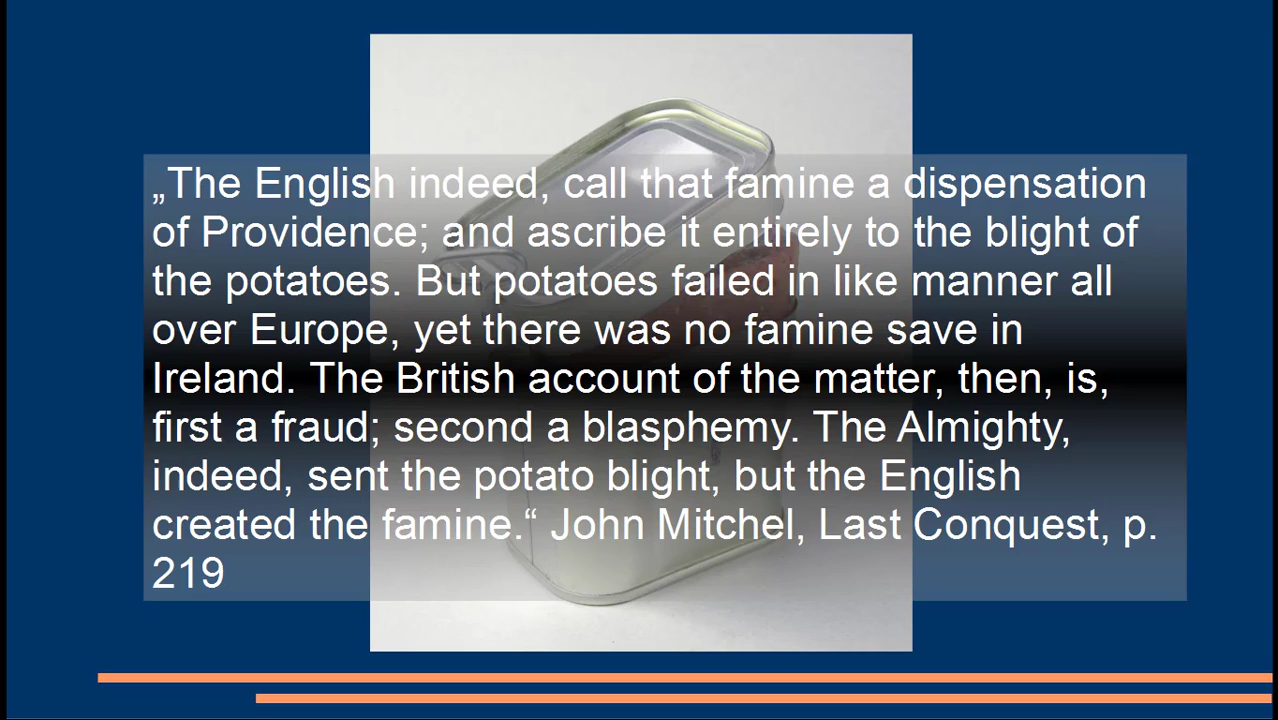 „The English indeed, call that famine a dispensation
of Providence; and ascribe it entirely to the blight of
the potatoes. But potatoes failed in like manner all
over Europe, yet there was no famine save in
Ireland. The British account of the matter, then, is,
first a fraud; second a blasphemy. The Almighty,
indeed, sent the potato blight, but the English
created the famine.“ John Mitchel, Last Conquest, p.
219